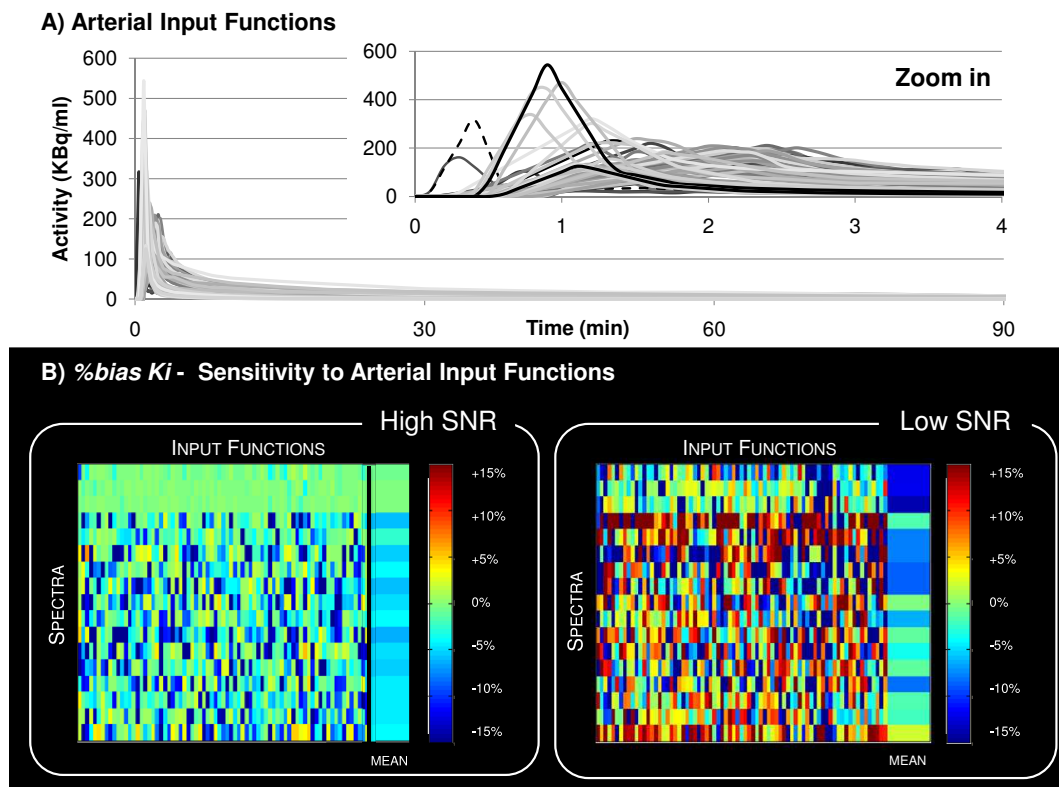 A) Arterial Input Functions
600
500
400
300
200
100
0
Activity (KBq/ml)
0
30
Time (min)
60
90
Zoom in
600
400
200
0
0
1
2
3
4
B) %bias Ki - Sensitivity to Arterial Input Functions
High SNR
INPUT FUNCTIONS
SPECTRA
+15%
+10%
+5%
0%
-5%
-10%
-15%
MEAN
Low SNR
INPUT FUNCTIONS
SPECTRA
+15%
+10%
+5%
0%
-5%
-10%
-15%
MEAN